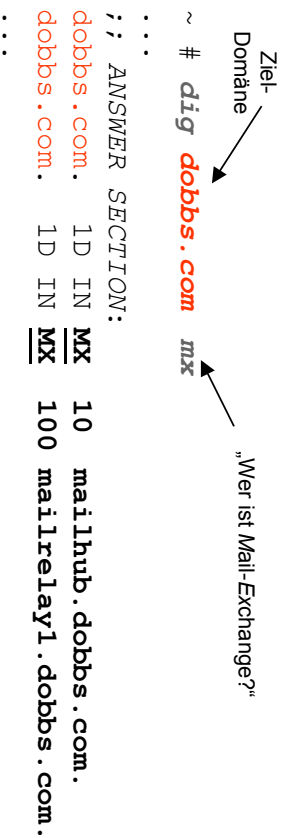 Ziel-
Domäne
„Wer ist Mail-Exchange?“
~ # dig dobbs.com mx
...
;; ANSWER SECTION:
dobbs.com. 1D IN MX 10 mailhub.dobbs.com.
dobbs.com. 1D IN MX 100 mailrelay1.dobbs.com.
...